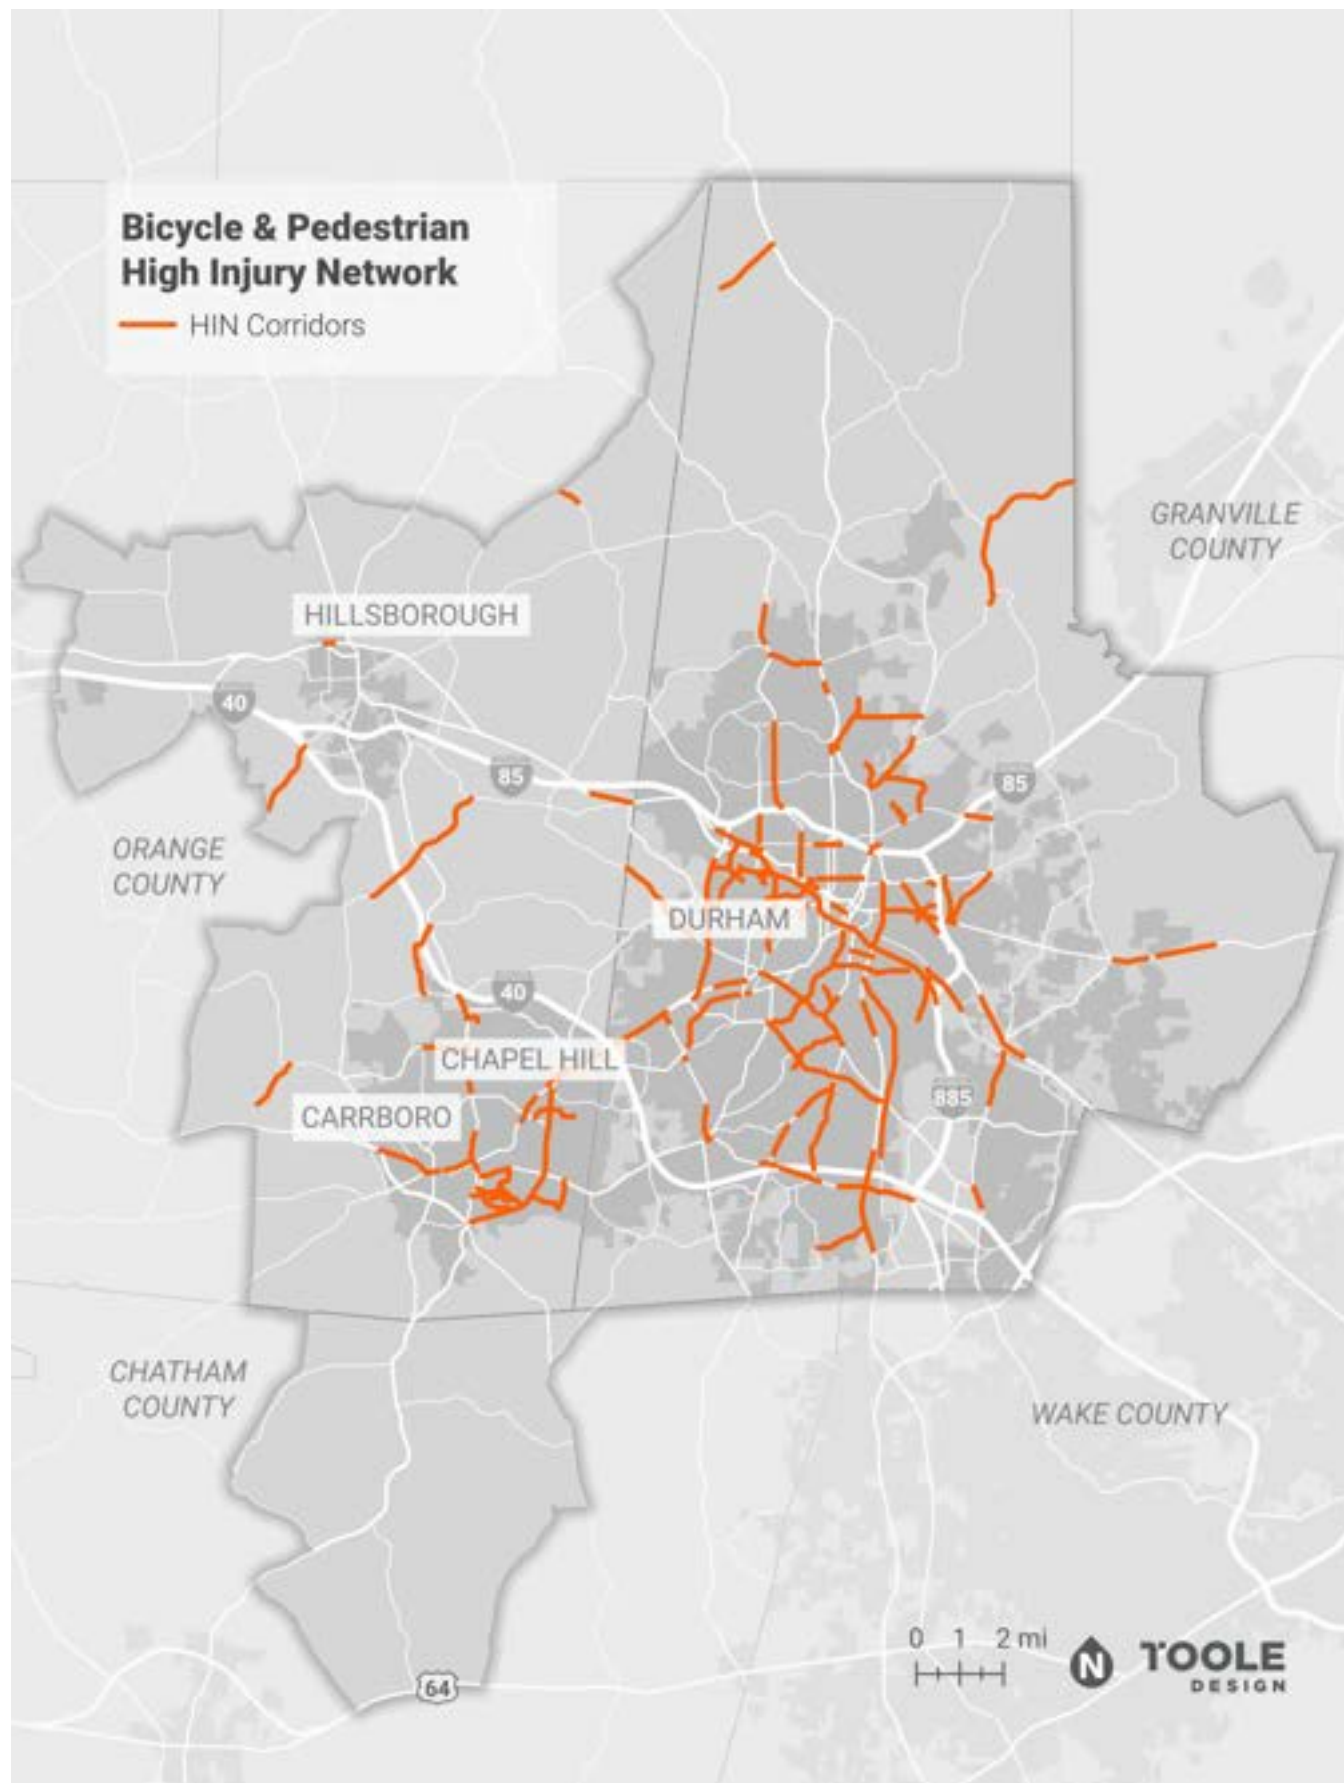 Bicycle & Pedestrian
High Injury Network
HIN Corridors
GRANVILLE
COUNTY
HILLSBOROUGH
40
85
85
ORANGE
COUNTY
DURHAM
40
CHAPEL HILL
885
CARRBORO
CHATHAM
COUNTY
WAKE COUNTY
0 1 2 mi
N
TOOLE
DESIGN
64